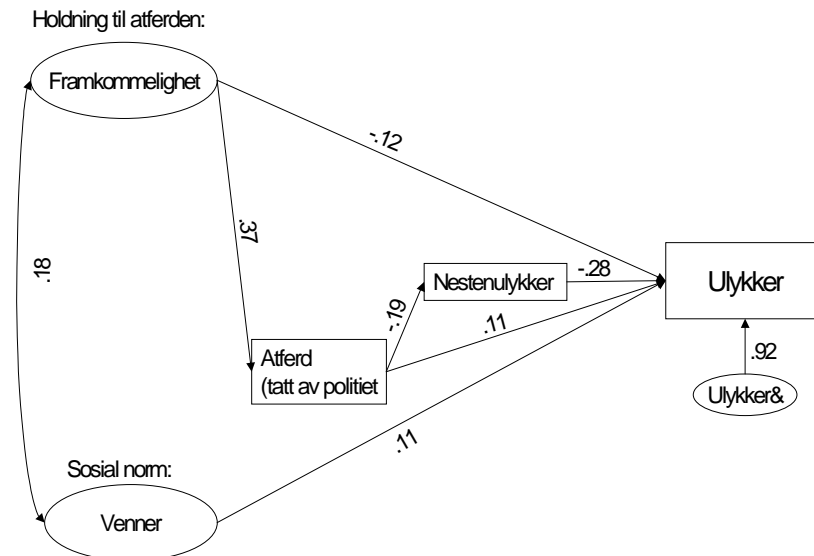 Holdning til atferden:
Framkommelighet
-.12
.37
.18
Nestenulykker
-.28
Ulykker
-.19
.11
Atferd
(tatt av politiet
.92
Ulykker&
.11
Sosial norm:
Venner